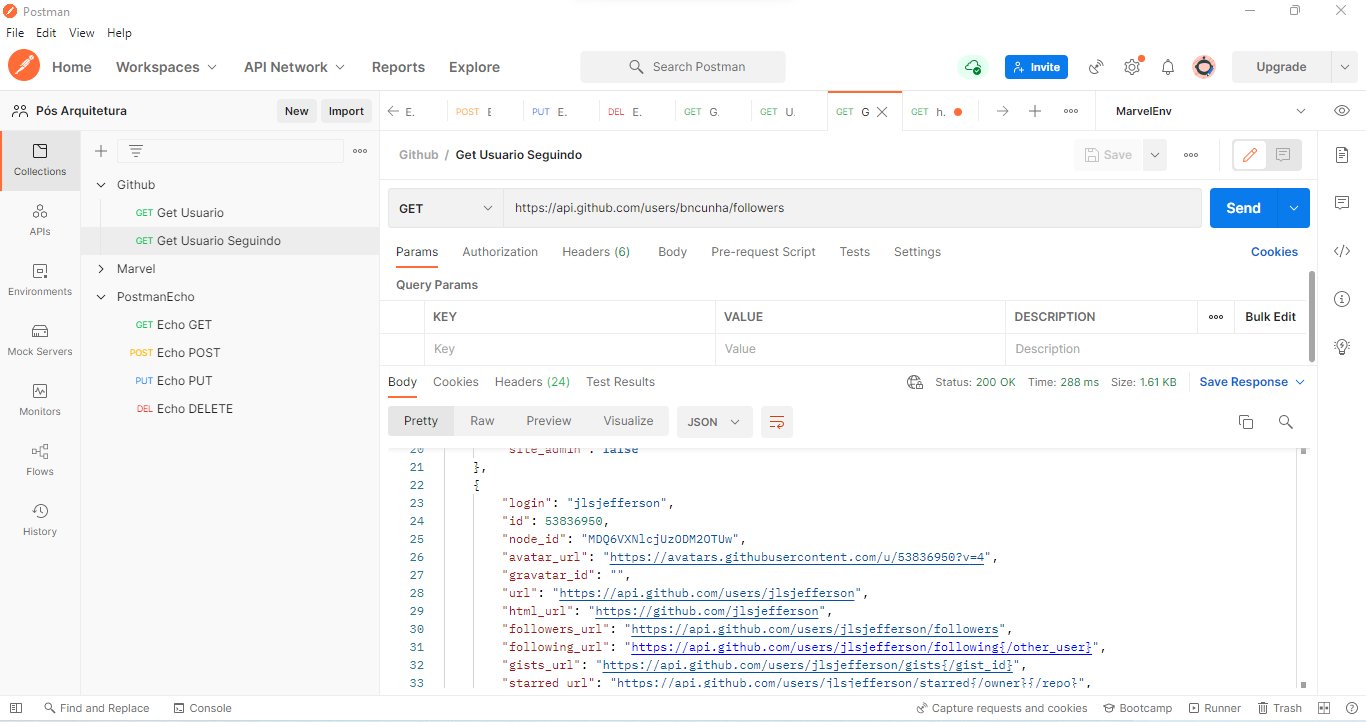 Postman
File Edit View Help
Home Workspaces API Network Reports Explore Search Postman Invite Upgrade
Pós Arquitetura New Import
E. POST E PUT E. DEL E. GET G. GET U. GET G GET h. MarvelEnv
Collections
APIs
Environments
Mock Servers
Monitors
Flows
History
Github
GET Get Usuario
GET Get Usuario Seguindo
Marvel
PostmanEcho
GET Echo GET
POST Echo POST
PUT Echo PUT
DEL Echo DELETE
Github / Get Usuario Seguindo Save
GET https://api.github.com/users/bncunha/followers Send
Params Authorization Headers (6) Body Pre-request Script Tests Settings Cookies
Query Params
KEY VALUE DESCRIPTION Bulk Edit
Key Value Description
Body Cookies Headers (24) Test Results Status: 200 OK Time: 288 ms Size: 1.61 KB Save Response
Pretty Raw Preview Visualize JSON
20 "site_admin": false
21 },
22 {
23 "login": "jlsjefferson",
24 "id": 53836950,
25 "node_id": "MDQ6VXNlcjUzODM2OTUw",
26 "avatar_url": "https://avatars.githubusercontent.com/u/53836950?v=4",
27 "gravatar_id": "",
28 "url": "https://api.github.com/users/jlsjefferson",
29 "html_url": "https://github.com/jlsjefferson",
30 "followers_url": "https://api.github.com/users/jlsjefferson/followers",
31 "following_url": "https://api.github.com/users/jlsjefferson/following{/other_user}",
32 "gists_url": "https://api.github.com/users/jlsjefferson/gists{/gist_id}",
33 "starred_url": "https://api.github.com/users/jlsjefferson/starred{/owner}{/repo}",
Find and Replace Console Capture requests and cookies Bootcamp Runner Trash